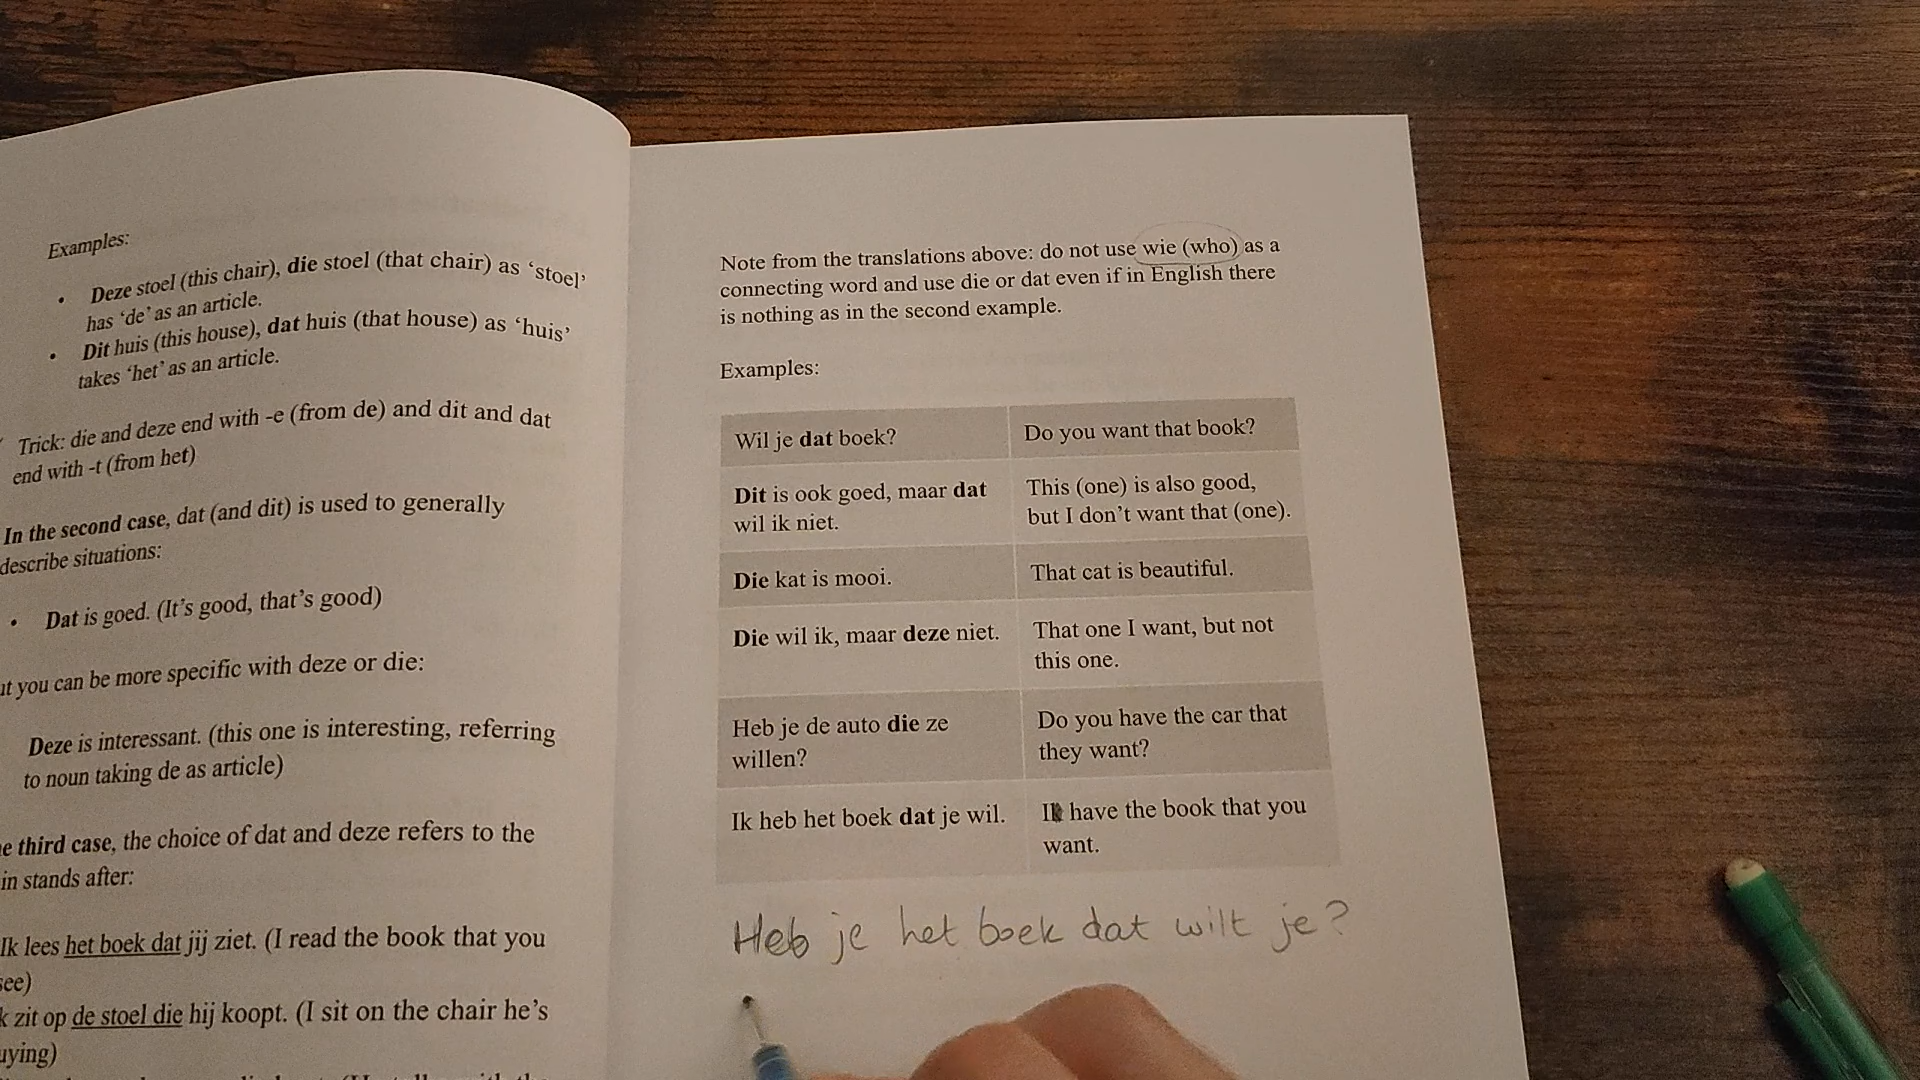 Examples:
• Deze stoel (this chair), die stoel (that chair) as ‘stoel’
has ‘de’ as an article.
• Dit huis (this house), dat huis (that house) as ‘huis’
takes ‘het’ as an article.
Trick: die and deze end with -e (from de) and dit and dat
end with -t (from het)
In the second case, dat (and dit) is used to generally
describe situations:
• Dat is goed. (It’s good, that’s good)
you can be more specific with deze or die:
Deze is interessant. (this one is interesting, referring
to noun taking de as article)
third case, the choice of dat and deze refers to the
in stands after:
Ik lees het boek dat jij ziet. (I read the book that you
see)
zit op de stoel die hij koopt. (I sit on the chair he’s
Note from the translations above: do not use wie (who) as a
connecting word and use die or dat even if in English there
is nothing as in the second example.
Examples:
Wil je dat boek? Do you want that book?
Dit is ook goed, maar dat
wil ik niet.
This (one) is also good,
but I don’t want that (one).
Die kat is mooi. That cat is beautiful.
Die wil ik, maar deze niet.
That one I want, but not
this one.
Heb je de auto die ze
willen?
Do you have the car that
they want?
Ik heb het boek dat je wil.
I have the book that you
want.
Heb je het boek dat wilt je?